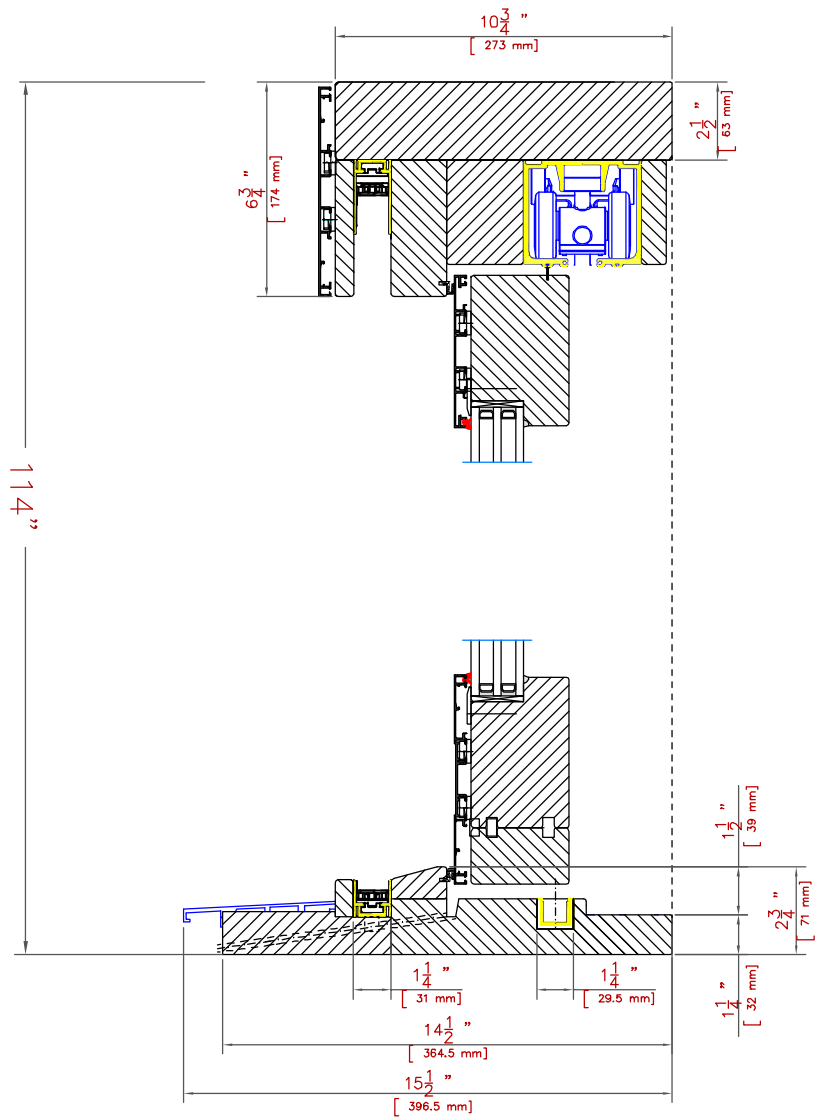 10 3/4 "
[ 273 mm]
2 1/2 "
[ 63 mm]
6 3/4 "
[ 174 mm]
114"
1 1/2 "
[ 39 mm]
2 3/4 "
[ 71 mm]
1 1/4 "
[ 32 mm]
1 1/4 "
[ 31 mm]
1 1/4 "
[ 29.5 mm]
14 1/2 "
[ 364.5 mm]
15 1/2 "
[ 396.5 mm]